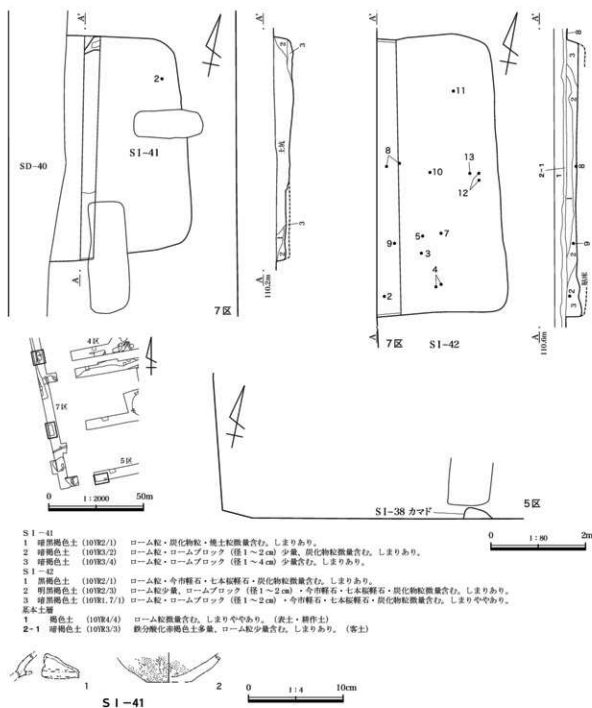 A'
A'
A'
A'
8
3
2
3
2
11
SI-41
土坑
8
13
SD-40
10
12
2-1
1
8
1
3
5
7
9
9
3
1
2
4
2
2
2
3
A
A
110.2m
A
A
110.6m
7区
7区
SI-42
4区
7区
5区
0
1:2000
50m
SI-38 カマド
5区
0
1:80
2m
SI-41
1 暗黒褐色土 (10YR2/1) ローム粒・炭化物粒・焼土粒微量含む。しまりあり。
2 暗褐色土 (10YR3/2) ローム粒・ロームブロック (径1~2cm) 少量、炭化物粒微量含む。しまりあり。
3 暗褐色土 (10YR3/4) ローム粒・ロームブロック (径1~4cm) 少量含む。しまりあり。
SI-42
1 黒褐色土 (10YR2/1) ローム粒・今市軽石・七本桜軽石・炭化物粒微量含む。しまりあり。
2 明黒褐色土 (10YR2/3) ローム粒少量、ロームブロック (径1~2cm)・今市軽石・七本桜軽石・炭化物粒微量含む。しまりあり。
3 暗黒褐色土 (10YR1.7/1) ローム粒・ロームブロック (径1~2cm)・今市軽石・七本桜軽石・炭化物粒微量含む。しまりややあり。
基本土層
1 褐色土 (10YR4/4) ローム粒微量含む。しまりややあり。(表土・耕作土)
2-1 暗褐色土 (10YR3/3) 鉄分酸化赤褐色土多量、ローム粒少量含む。しまりあり。(客土)
1
2
SI-41
0
1:4
10cm